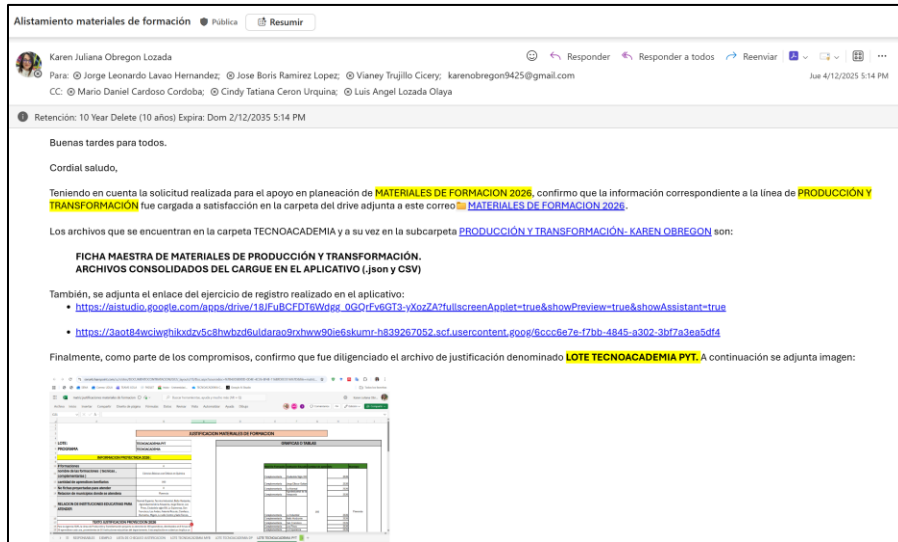 Alistamiento materiales de formación Pública Resumir
Karen Juliana Obregon Lozada
Responder Responder a todos Reenviar
Para: Jorge Leonardo Lavao Hernandez; Jose Boris Ramirez Lopez; Vianey Trujillo Cicery; karenobregon9425@gmail.com
Jue 4/12/2025 5:14 PM
CC: Mario Daniel Cardoso Cordoba; Cindy Tatiana Ceron Urquina; Luis Angel Lozada Olaya
Retención: 10 Year Delete (10 años) Expira: Dom 2/12/2035 5:14 PM
Buenas tardes para todos.
Cordial saludo,
Teniendo en cuenta la solicitud realizada para el apoyo en planeación de MATERIALES DE FORMACION 2026, confirmo que la información correspondiente a la línea de PRODUCCIÓN Y
TRANSFORMACIÓN fue cargada a satisfacción en la carpeta del drive adjunta a este correo MATERIALES DE FORMACION 2026.
Los archivos que se encuentran en la carpeta TECNOACADEMIA y a su vez en la subcarpeta PRODUCCIÓN Y TRANSFORMACIÓN- KAREN OBREGON son:
FICHA MAESTRA DE MATERIALES DE PRODUCCIÓN Y TRANSFORMACIÓN.
ARCHIVOS CONSOLIDADOS DEL CARGUE EN EL APLICATIVO (.json y CSV)
También, se adjunta el enlace del ejercicio de registro realizado en el aplicativo:
• https://aistudio.google.com/apps/drive/18JFuBCFDT6Wdgg_0GQrFv6GT3-yXozZA?fullscreenApplet=true&showPreview=true&showAssistant=true
• https://3aot84wciwghikxdzv5c8hwbzd6uldarao9rxhww90ie6skumr-h839267052.scf.usercontent.goog/6ccc6e7e-f7bb-4845-a302-3bf7a3ea5df4
Finalmente, como parte de los compromisos, confirmo que fue diligenciado el archivo de justificación denominado LOTE TECNOACADEMIA PYT. A continuación se adjunta imagen:
JUSTIFICACION MATERIALES DE FORMACION
LOTE: TECNOACADEMIA PYT
PROGRAMA: TECNOACADEMIA